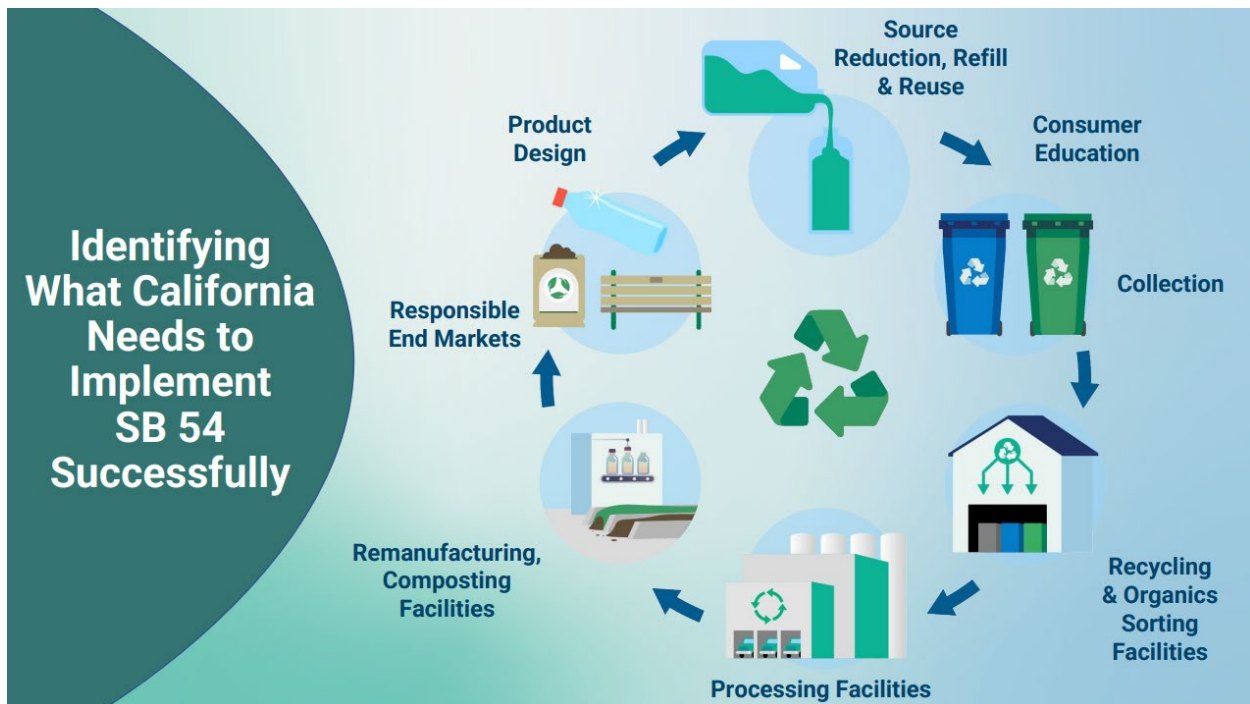 Identifying
What California
Needs to
Implement
SB 54
Successfully
Source
Reduction, Refill
& Reuse
Consumer
Education
Collection
Recycling
& Organics
Sorting
Facilities
Processing Facilities
Remanufacturing,
Composting
Facilities
Responsible
End Markets
Product
Design